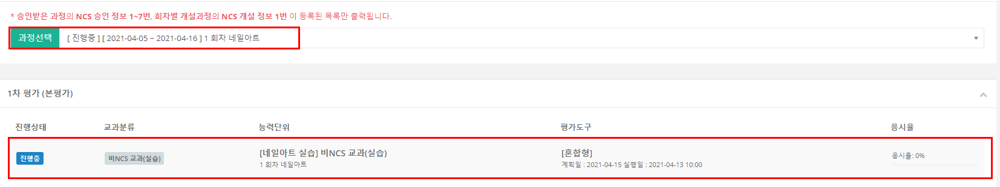 * 승인받은 과정의 NCS 승인 정보 1~7번, 회차별 개설과정의 NCS 개설 정보 1번 이 등록된 목록만 출력됩니다.
과정선택 [ 진행중 ] [ 2021-04-05 ~ 2021-04-16 ] 1 회차 네일아트
1차 평가 (본평가)
진행상태 교과분류 능력단위 평가도구 응시율
진행중 비NCS 교과(실습) [네일아트 실습] 비NCS 교과(실습) [혼합형] 응시율: 0%
1 회차 네일아트 계획일 : 2021-04-15 실행일 : 2021-04-13 10:00